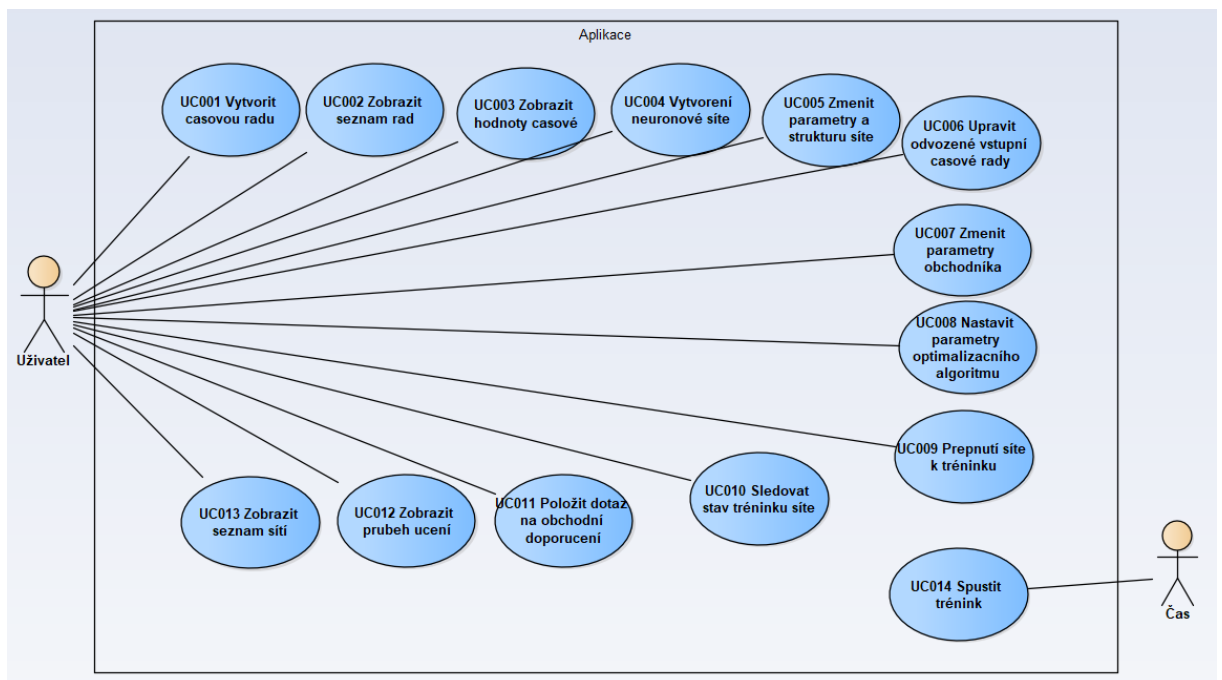 Aplikace
UC001 Vytvorit
casovou radu
UC002 Zobrazit
seznam rad
UC003 Zobrazit
hodnoty casové
UC004 Vytvorení
neuronové síte
UC005 Zmenit
parametry a
strukturu síte
UC006 Upravit
odvozené vstupní
casové rady
UC007 Zmenit
parametry
obchodníka
UC008 Nastavit
parametry
optimalizacního
algoritmu
UC009 Prepnutí síte
k tréninku
UC010 Sledovat
stav tréninku síte
UC011 Položit dotaz
na obchodní
doporucení
UC012 Zobrazit
prubeh ucení
UC013 Zobrazit
seznam sítí
UC014 Spustit
trénink
Uživatel
Čas